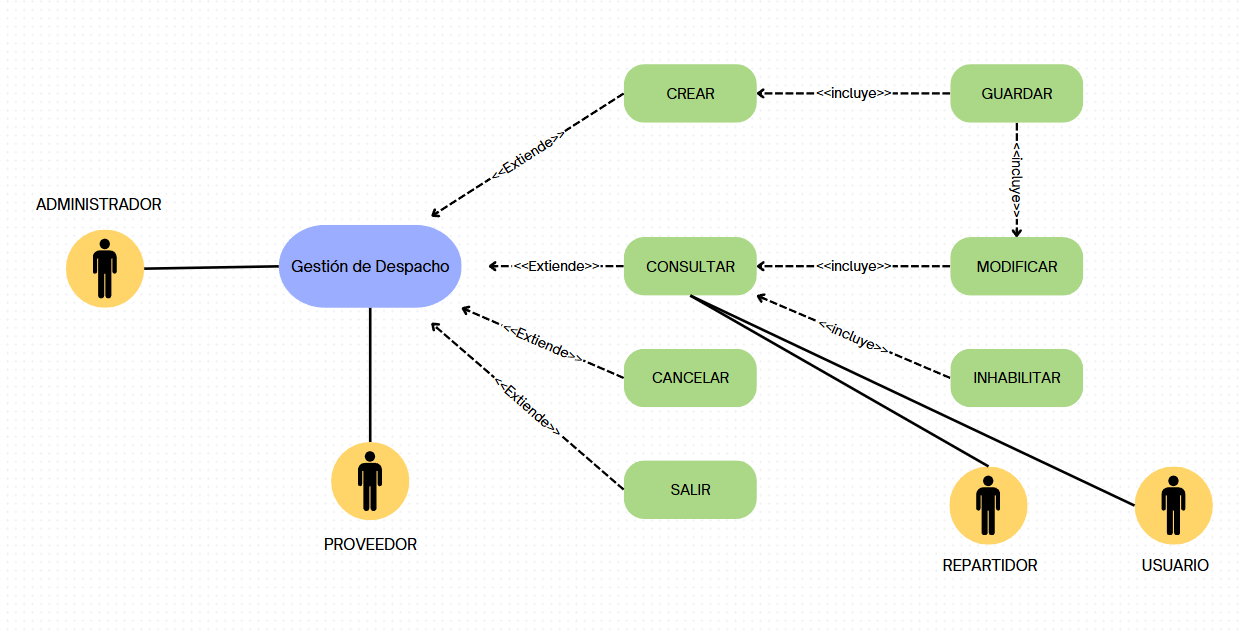 CREAR
<<incluye>>
GUARDAR
<<Extiende>>
<<incluye>>
ADMINISTRADOR
Gestión de Despacho
<<Extiende>>
CONSULTAR
<<incluye>>
MODIFICAR
<<Extiende>>
<<incluye>>
CANCELAR
INHABILITAR
<<Extiende>>
SALIR
PROVEEDOR
REPARTIDOR
USUARIO